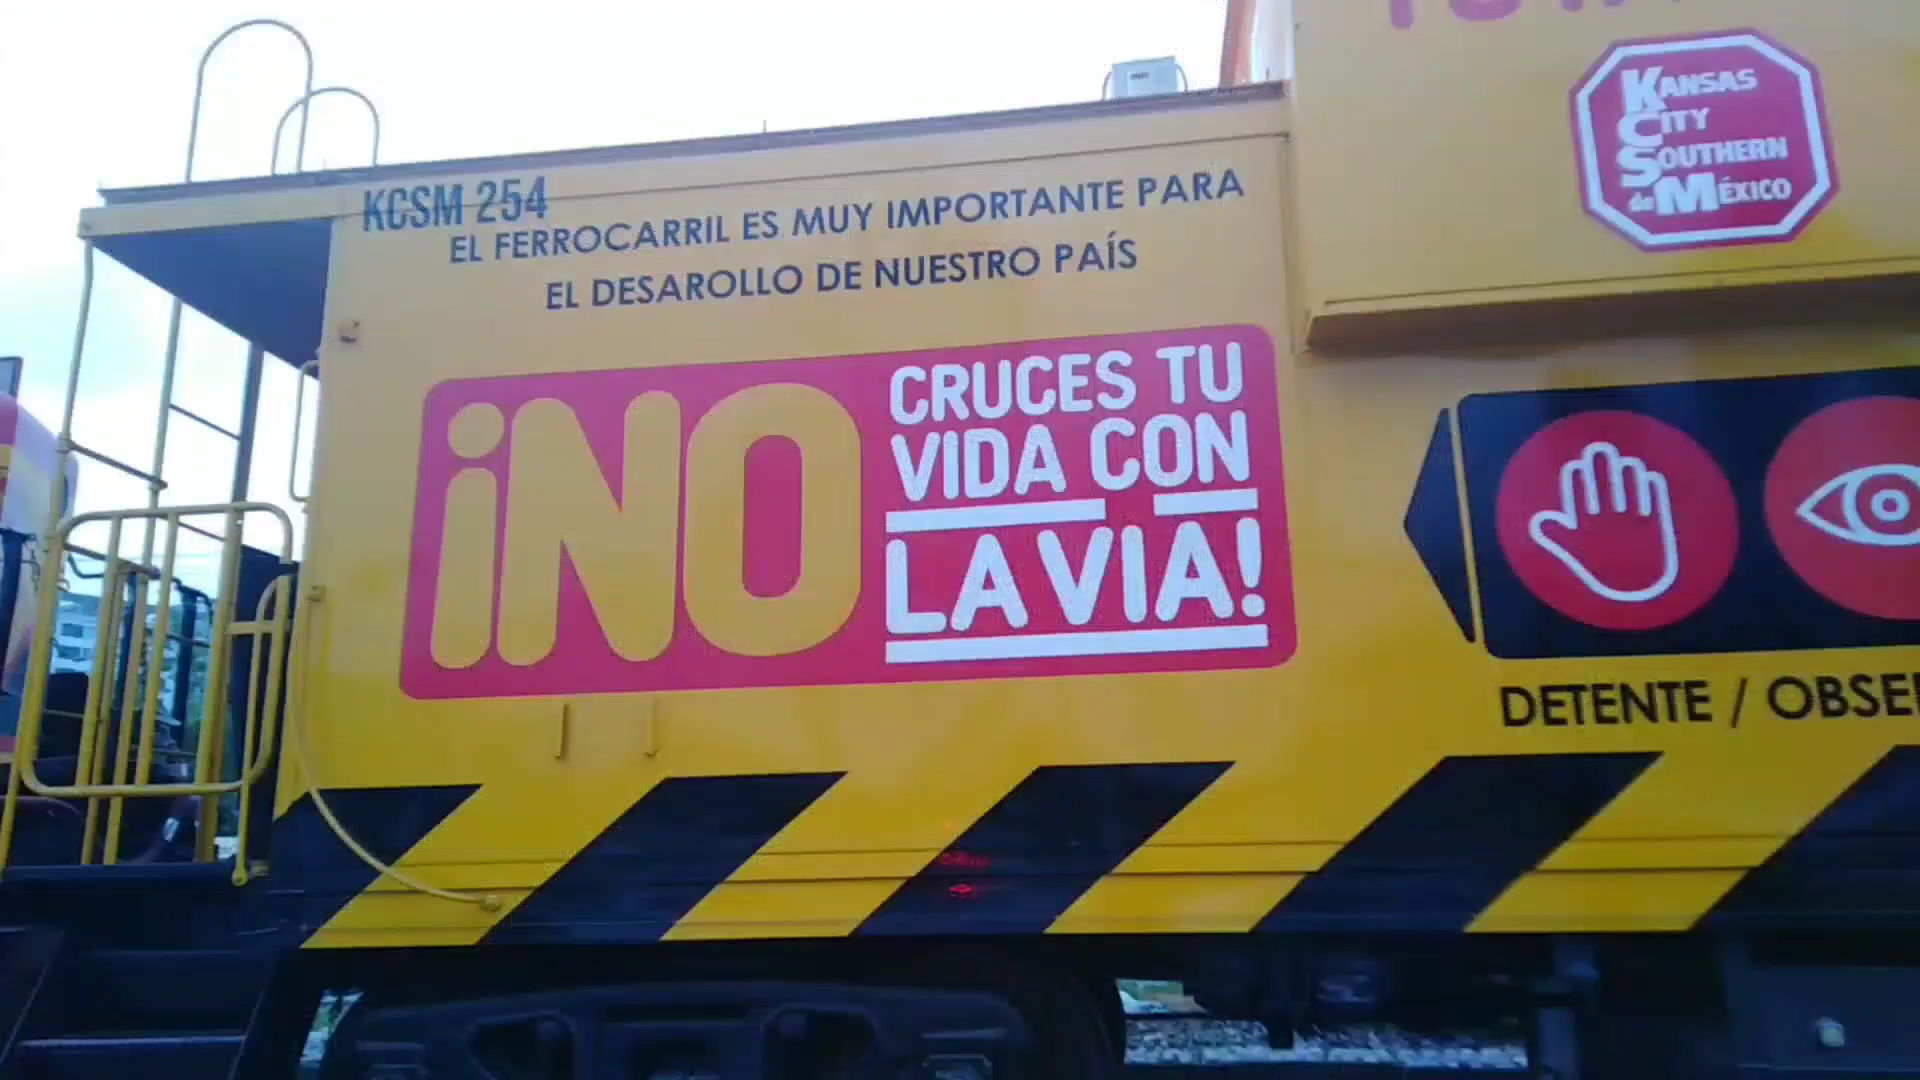 KCSM 254
EL FERROCARRIL ES MUY IMPORTANTE PARA
EL DESAROLLO DE NUESTRO PAÍS
¡NO
CRUCES TU
VIDA CON
LA VIA!
KANSAS
CITY
SOUTHERN
de MÉXICO
DETENTE /